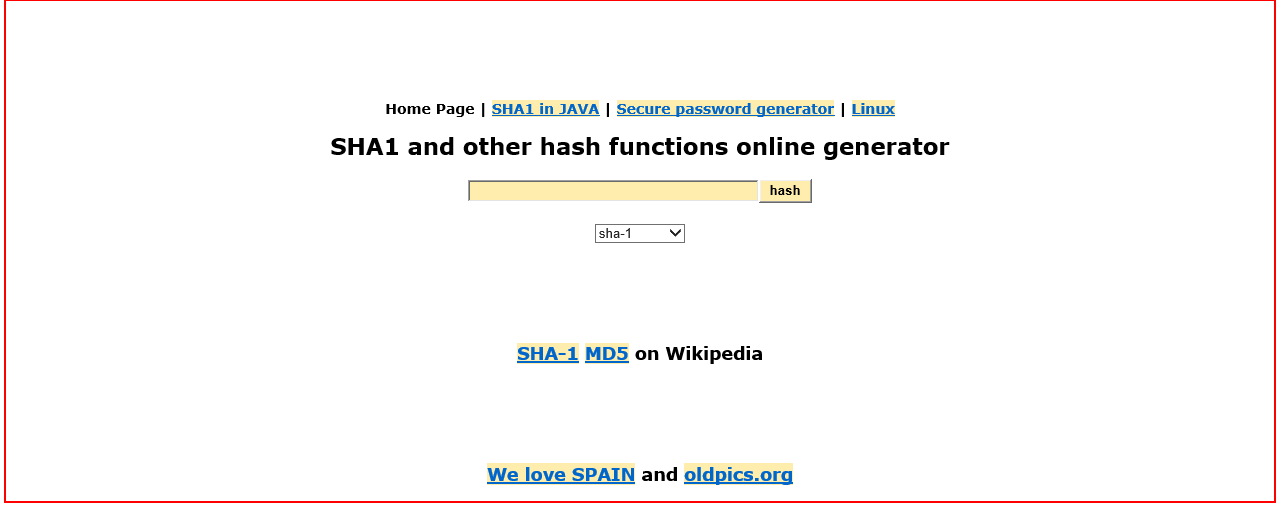 Home Page | SHA1 in JAVA | Secure password generator | Linux
SHA1 and other hash functions online generator
hash
sha-1
SHA-1 MD5 on Wikipedia
We love SPAIN and oldpics.org